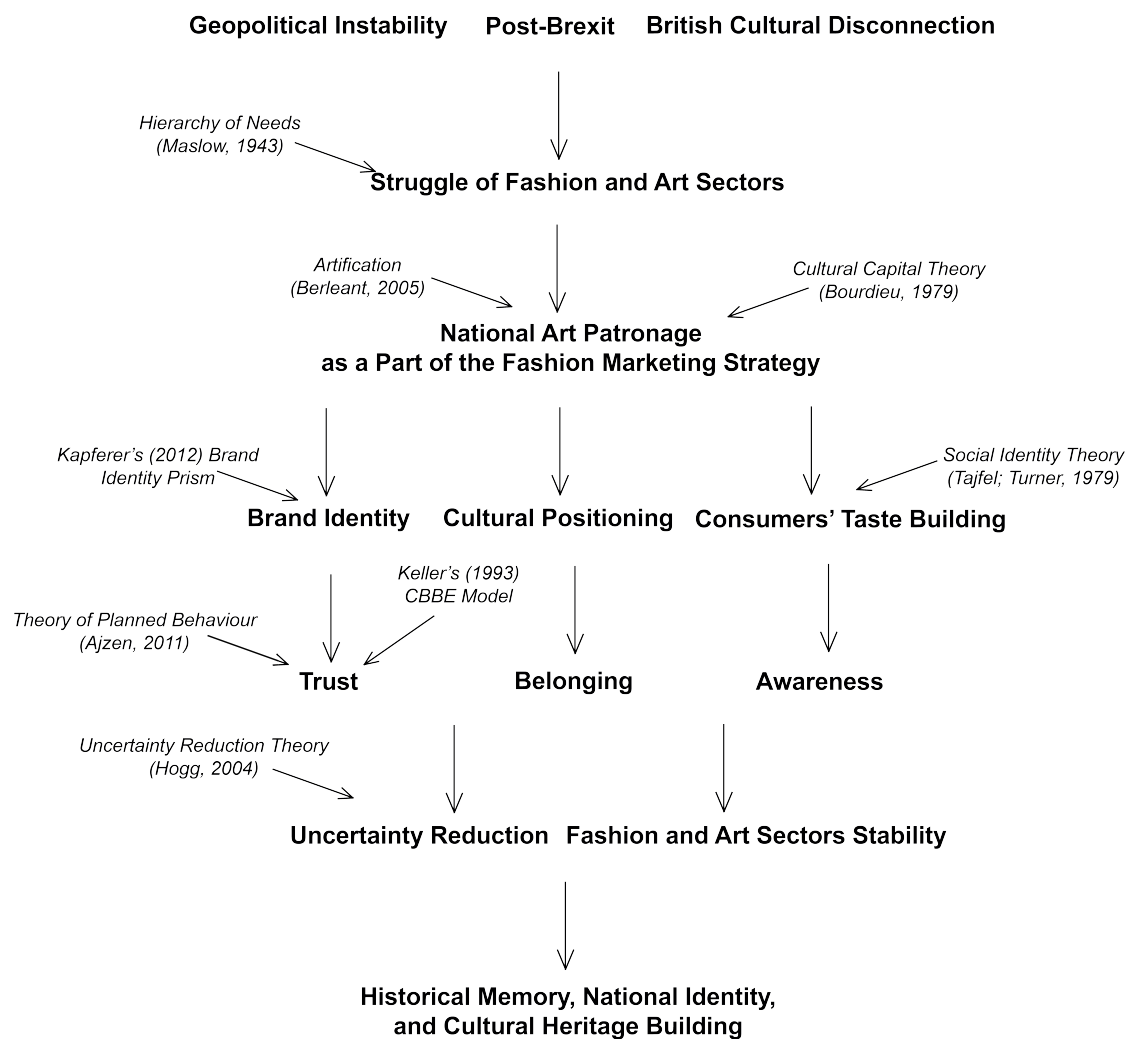 Geopolitical Instability Post-Brexit British Cultural Disconnection
Hierarchy of Needs
(Maslow, 1943)
Struggle of Fashion and Art Sectors
Artification
(Berleant, 2005)
Cultural Capital Theory
(Bourdieu, 1979)
National Art Patronage
as a Part of the Fashion Marketing Strategy
Kapferer's (2012) Brand
Identity Prism
Social Identity Theory
(Tajfel; Turner, 1979)
Brand Identity Cultural Positioning Consumers' Taste Building
Keller's (1993)
CBBE Model
Theory of Planned Behaviour
(Ajzen, 2011)
Trust Belonging Awareness
Uncertainty Reduction Theory
(Hogg, 2004)
Uncertainty Reduction Fashion and Art Sectors Stability
Historical Memory, National Identity,
and Cultural Heritage Building